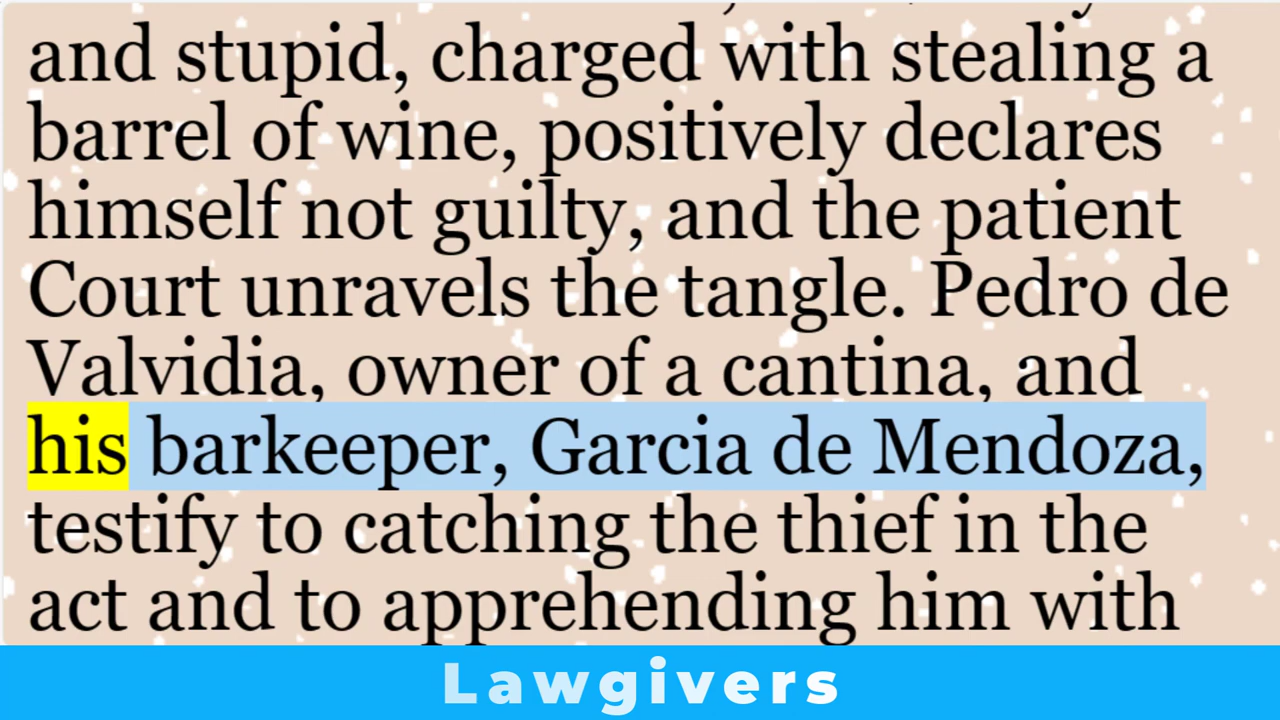 and stupid, charged with stealing a
barrel of wine, positively declares
himself not guilty, and the patient
Court unravels the tangle. Pedro de
Valvidia, owner of a cantina, and
his barkeeper, Garcia de Mendoza,
testify to catching the thief in the
act and to apprehending him with
Lawgivers